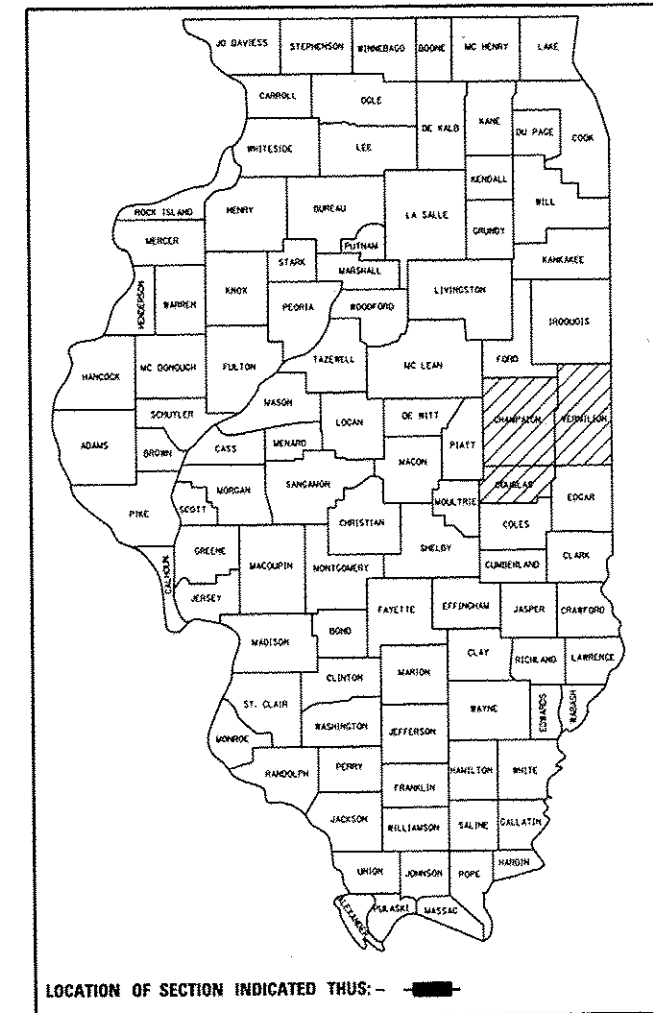 JO DAVIESS STEPHENSON WINNEBAGO BOONE MC HENRY LAKE
CARROLL OGLE DE KALB KANE DU PAGE COOK
WHITESIDE LEE KENDALL WILL
ROCK ISLAND HENRY BUREAU LA SALLE GRUNDY
MERCER PUTNAM KANKAKEE
STARK MARSHALL
HENDERSON WARREN KNOX PEORIA WOODFORD LIVINGSTON FORD IROQUOIS
HANCOCK MC DONOUGH FULTON TAZEWELL MC LEAN
SCHUYLER MASON LOGAN DE WITT CHAMPAIGN VERMILION
ADAMS BROWN CASS MENARD MACON PIATT
PIKE SCOTT MORGAN SANGAMON CHRISTIAN MOULTRIE DOUGLAS EDGAR
COLES
CALHOUN GREENE MACOUPIN MONTGOMERY SHELBY CUMBERLAND CLARK
JERSEY FAYETTE EFFINGHAM JASPER CRAWFORD
MADISON BOND
CLAY RICHLAND LAWRENCE
CLINTON MARION
ST. CLAIR WAYNE EDWARDS WABASH
MONROE WASHINGTON JEFFERSON
RANDOLPH PERRY HAMILTON WHITE
FRANKLIN
JACKSON WILLIAMSON SALINE GALLATIN
UNION JOHNSON POPE HARDIN
ALEXANDER PULASKI MASSAC
LOCATION OF SECTION INDICATED THUS: -